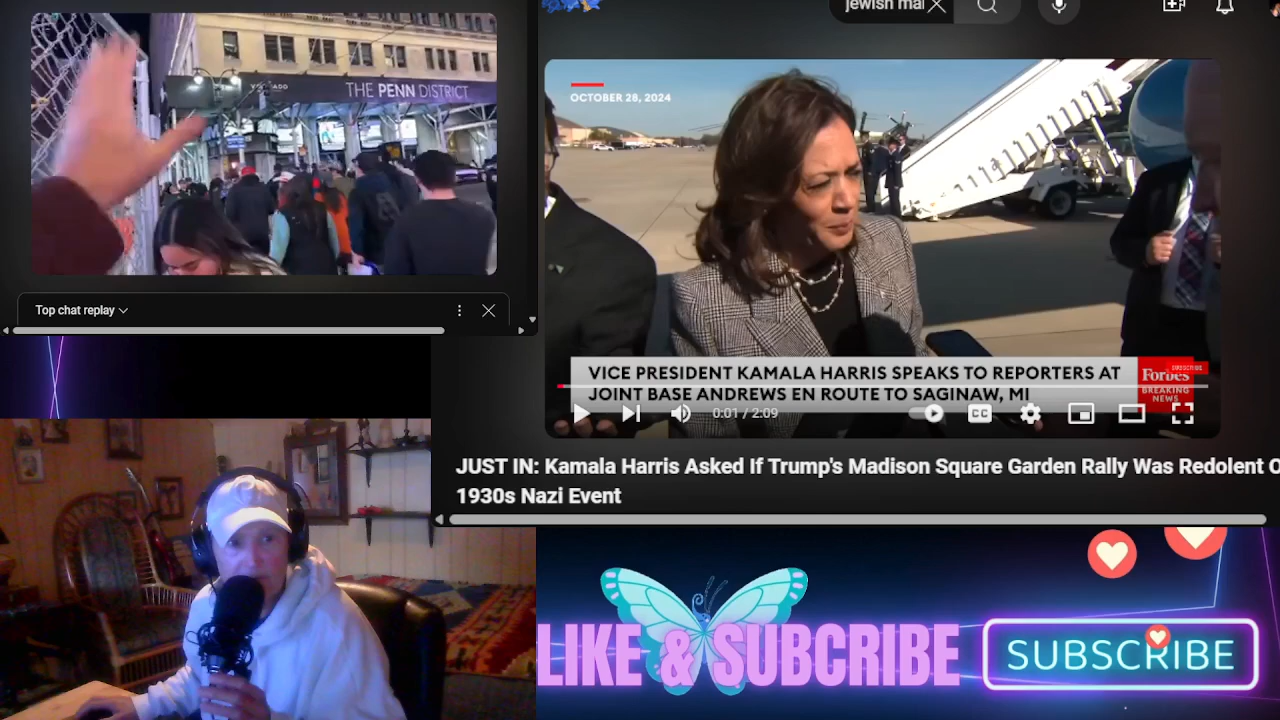 jewish mai
THE PENN DISTRICT
OCTOBER 28, 2024
Top chat replay
VICE PRESIDENT KAMALA HARRIS SPEAKS TO REPORTERS AT
JOINT BASE ANDREWS EN ROUTE TO SAGINAW, MI
Forbes
BREAKING
NEWS
SUBSCRIBE
0:01 / 2:09
CC
JUST IN: Kamala Harris Asked If Trump's Madison Square Garden Rally Was Redolent O
1930s Nazi Event
LIKE & SUBCRIBE
SUBSCRIBE